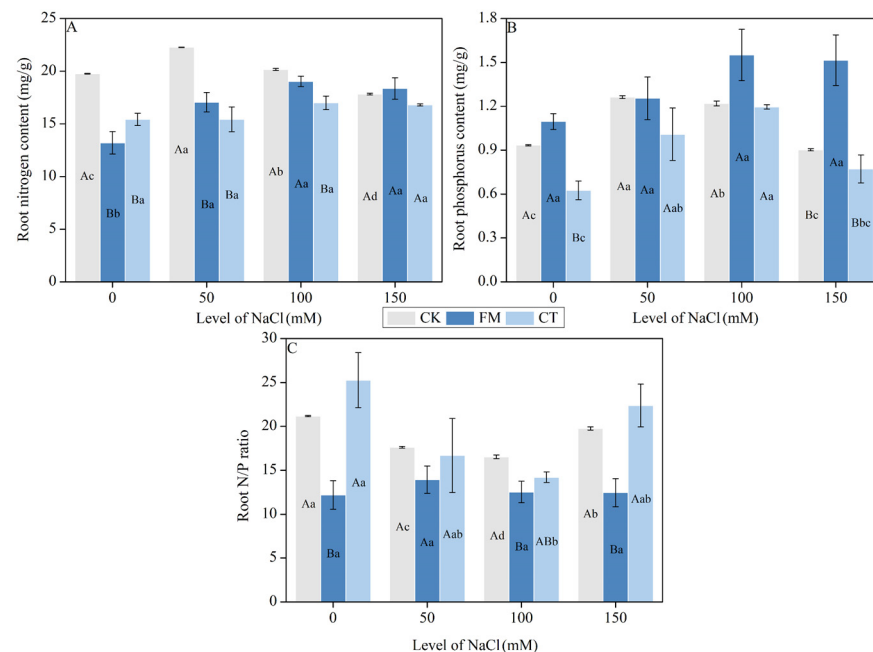 A
Root nitrogen content (mg/g)
25
20
15
10
5
0
Ac
Bb
Ba
Aa
Ba
Ba
Ab
Aa
Ba
Ad
Aa
Aa
0
50
100
150
Level of NaCl (mM)
B
Root phosphorus content (mg/g)
1.8
1.5
1.2
0.9
0.6
0.3
0.0
Ac
Aa
Bc
Aa
Aa
Aab
Ab
Aa
Aa
Bc
Aa
Bbc
0
50
100
150
Level of NaCl (mM)
CK FM CT
C
Root N/P ratio
30
25
20
15
10
5
0
Aa
Ba
Aa
Ac
Aa
Aab
Ad
Ba
ABb
Ab
Ba
Aab
0
50
100
150
Level of NaCl (mM)